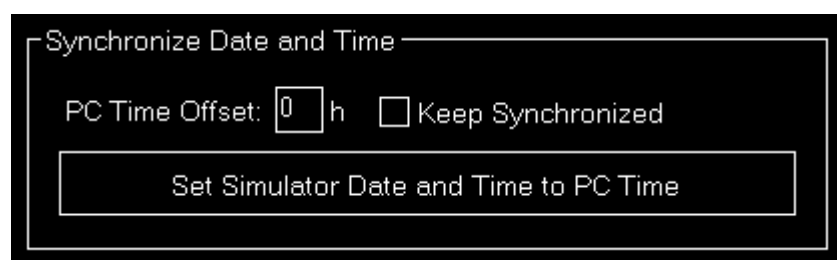 Synchronize Date and Time
PC Time Offset: 0 h Keep Synchronized
Set Simulator Date and Time to PC Time